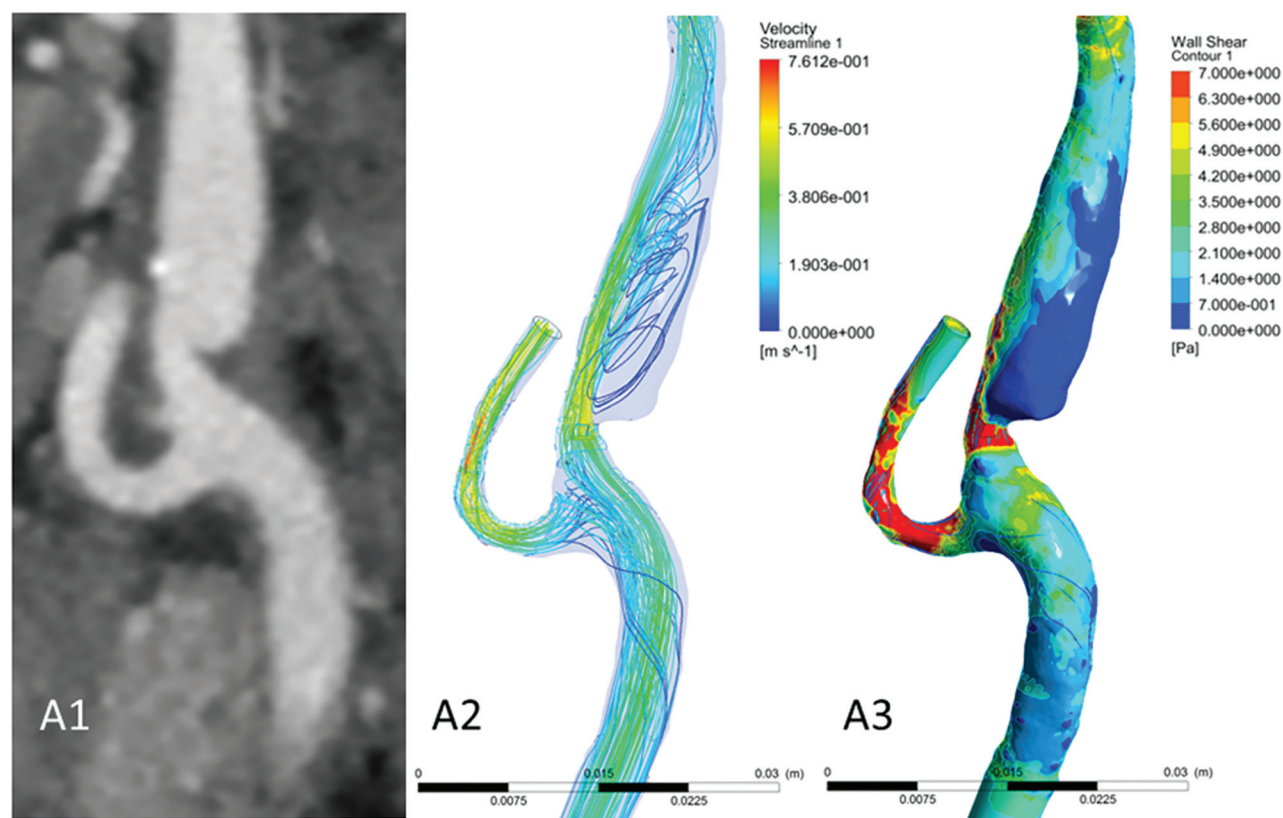 A1
Velocity
Streamline 1
7.612e-001
5.709e-001
3.806e-001
1.903e-001
0.000e+000
[m s^-1]
A2
0 0.015 0.03 (m)
0.0075 0.0225
Wall Shear
Contour 1
7.000e+000
6.300e+000
5.600e+000
4.900e+000
4.200e+000
3.500e+000
2.800e+000
2.100e+000
1.400e+000
7.000e-001
0.000e+000
[Pa]
A3
0 0.015 0.03 (m)
0.0075 0.0225